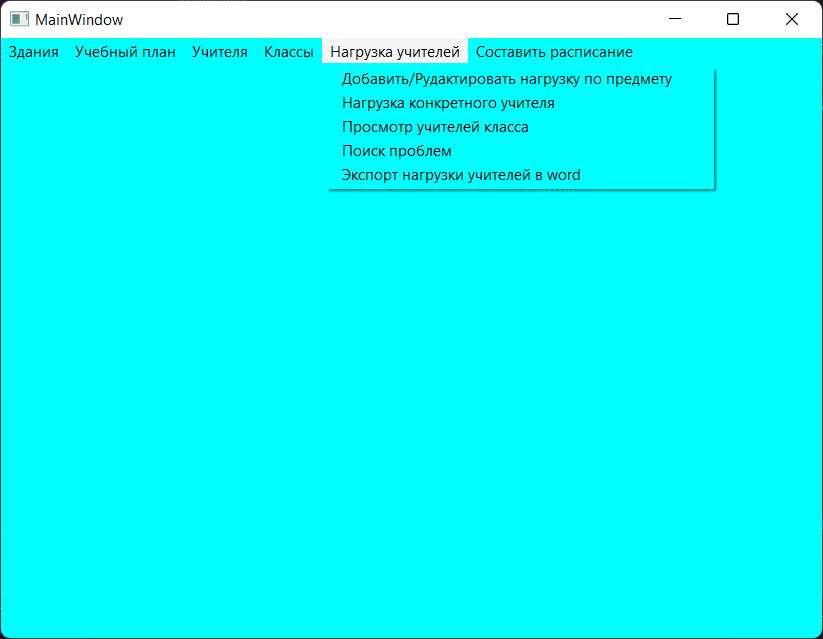 MainWindow
Здания Учебный план Учителя Классы Нагрузка учителей Составить расписание
Добавить/Рудактировать нагрузку по предмету
Нагрузка конкретного учителя
Просмотр учителей класса
Поиск проблем
Экспорт нагрузки учителей в word